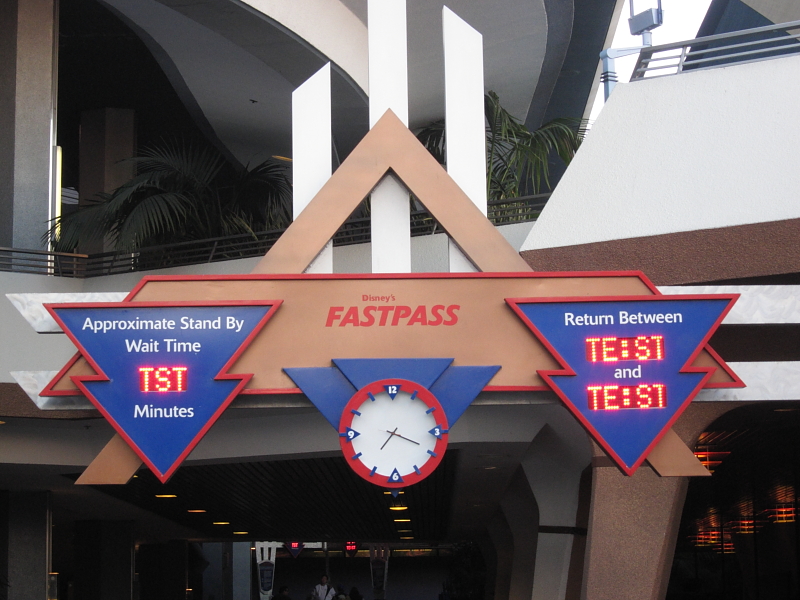 Disney's
FASTPASS
Approximate Stand By
Wait Time
TST
Minutes
Return Between
TE:ST
and
TE:ST
12
3
6
9